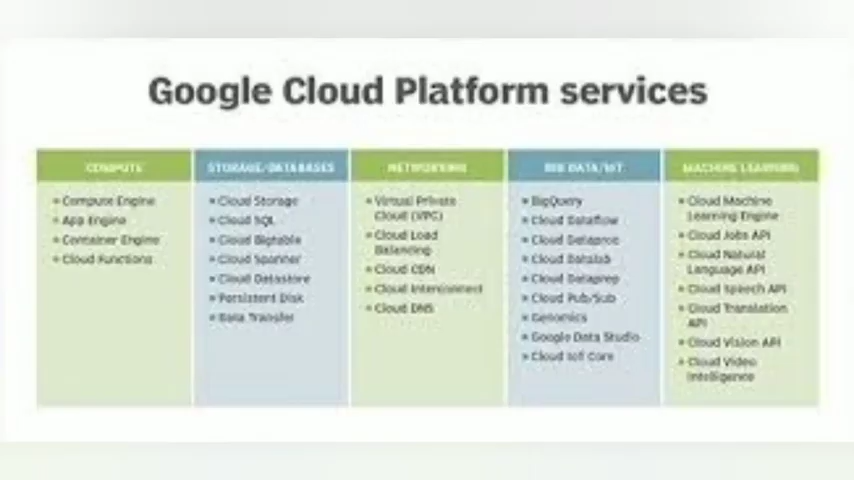 Google Cloud Platform services
COMPUTE
Compute Engine
App Engine
Container Engine
Cloud Functions
STORAGE/DATABASES
Cloud Storage
Cloud SQL
Cloud Bigtable
Cloud Spanner
Cloud Datastore
Persistent Disk
Data Transfer
NETWORKING
Virtual Private
Cloud (VPC)
Cloud Load
Balancing
Cloud CDN
Cloud Interconnect
Cloud DNS
BIG DATA/IoT
BigQuery
Cloud Dataflow
Cloud Dataproc
Cloud Datalab
Cloud Dataprep
Cloud Pub/Sub
Genomics
Google Data Studio
Cloud IoT Core
MACHINE LEARNING
Cloud Machine
Learning Engine
Cloud Jobs API
Cloud Natural
Language API
Cloud Speech API
Cloud Translation
API
Cloud Vision API
Cloud Video
Intelligence